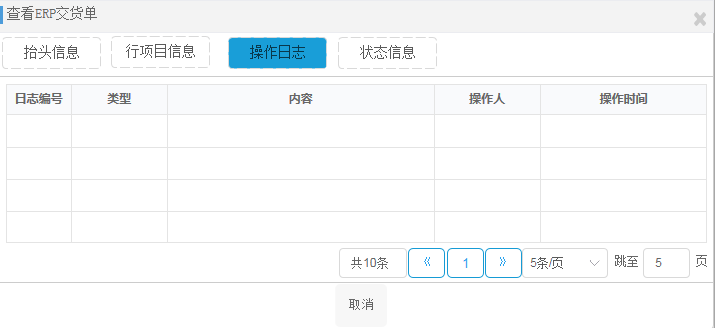 查看ERP交货单
抬头信息 行项目信息 操作日志 状态信息
日志编号 类型 内容 操作人 操作时间
共10条 《 1 》 5条/页 跳至 5 页
取消